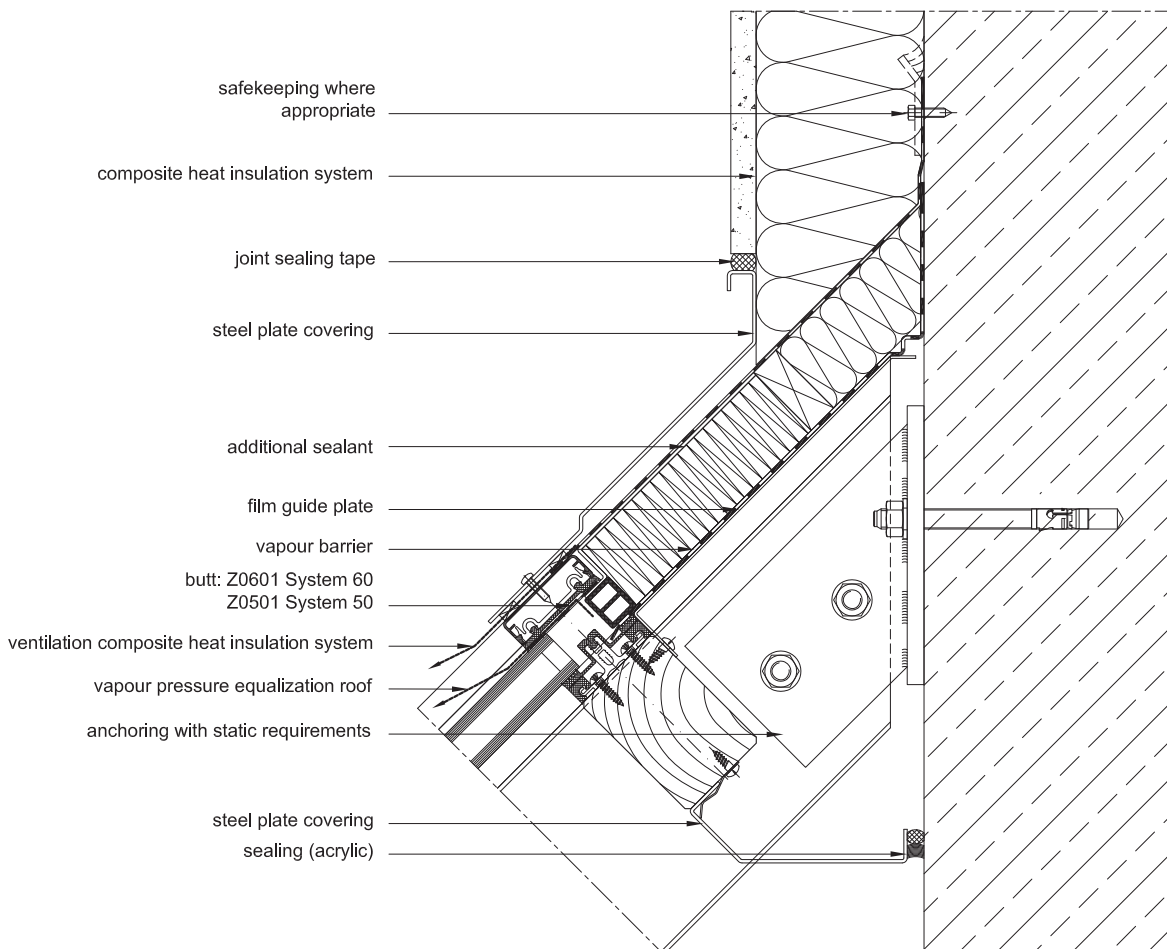 safekeeping where
appropriate
composite heat insulation system
joint sealing tape
steel plate covering
additional sealant
film guide plate
vapour barrier
butt: Z0601 System 60
Z0501 System 50
ventilation composite heat insulation system
vapour pressure equalization roof
anchoring with static requirements
steel plate covering
sealing (acrylic)